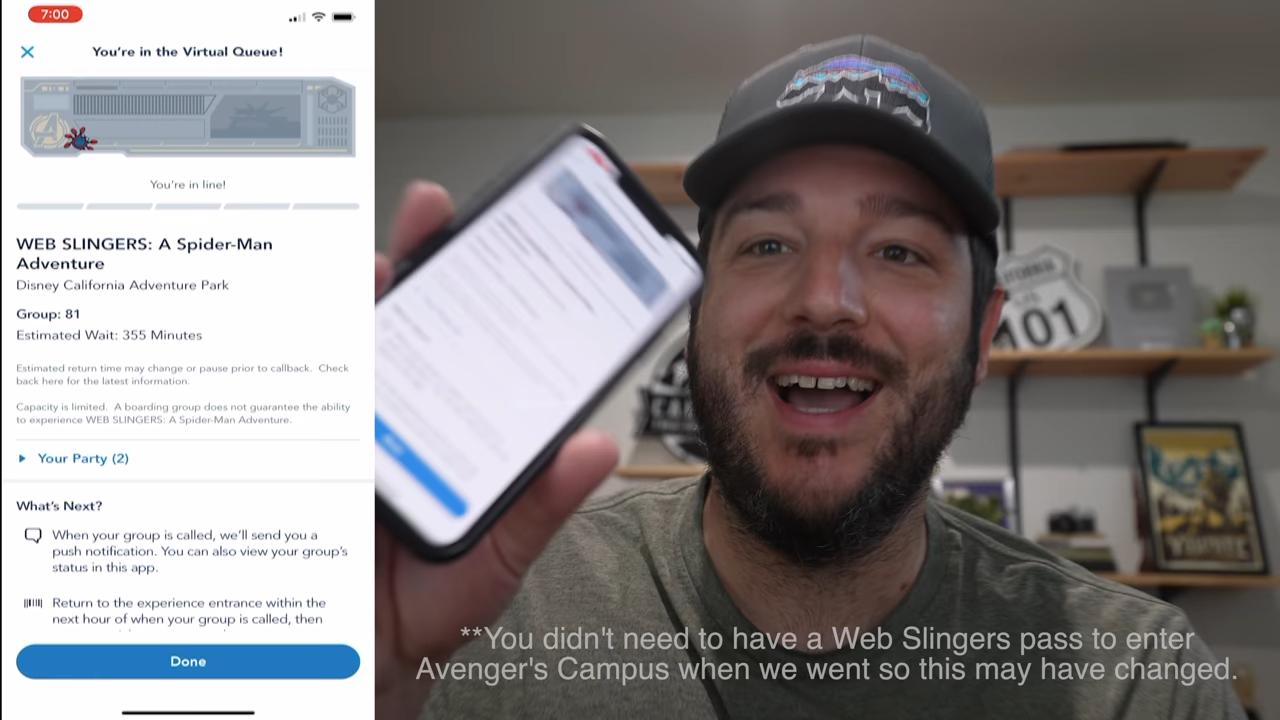 7:00
You're in the Virtual Queue!
You're in line!
WEB SLINGERS: A Spider-Man
Adventure
Disney California Adventure Park
Group: 81
Estimated Wait: 355 Minutes
Estimated return time may change or pause prior to callback. Check
back here for the latest information.
Capacity is limited. A boarding group does not guarantee the ability
to experience WEB SLINGERS: A Spider-Man Adventure.
Your Party (2)
What's Next?
When your group is called, we'll send you a
push notification. You can also view your group's
status in this app.
Return to the experience entrance within the
next hour of when your group is called, then
Done
101
**You didn't need to have a Web Slingers pass to enter
Avenger's Campus when we went so this may have changed.